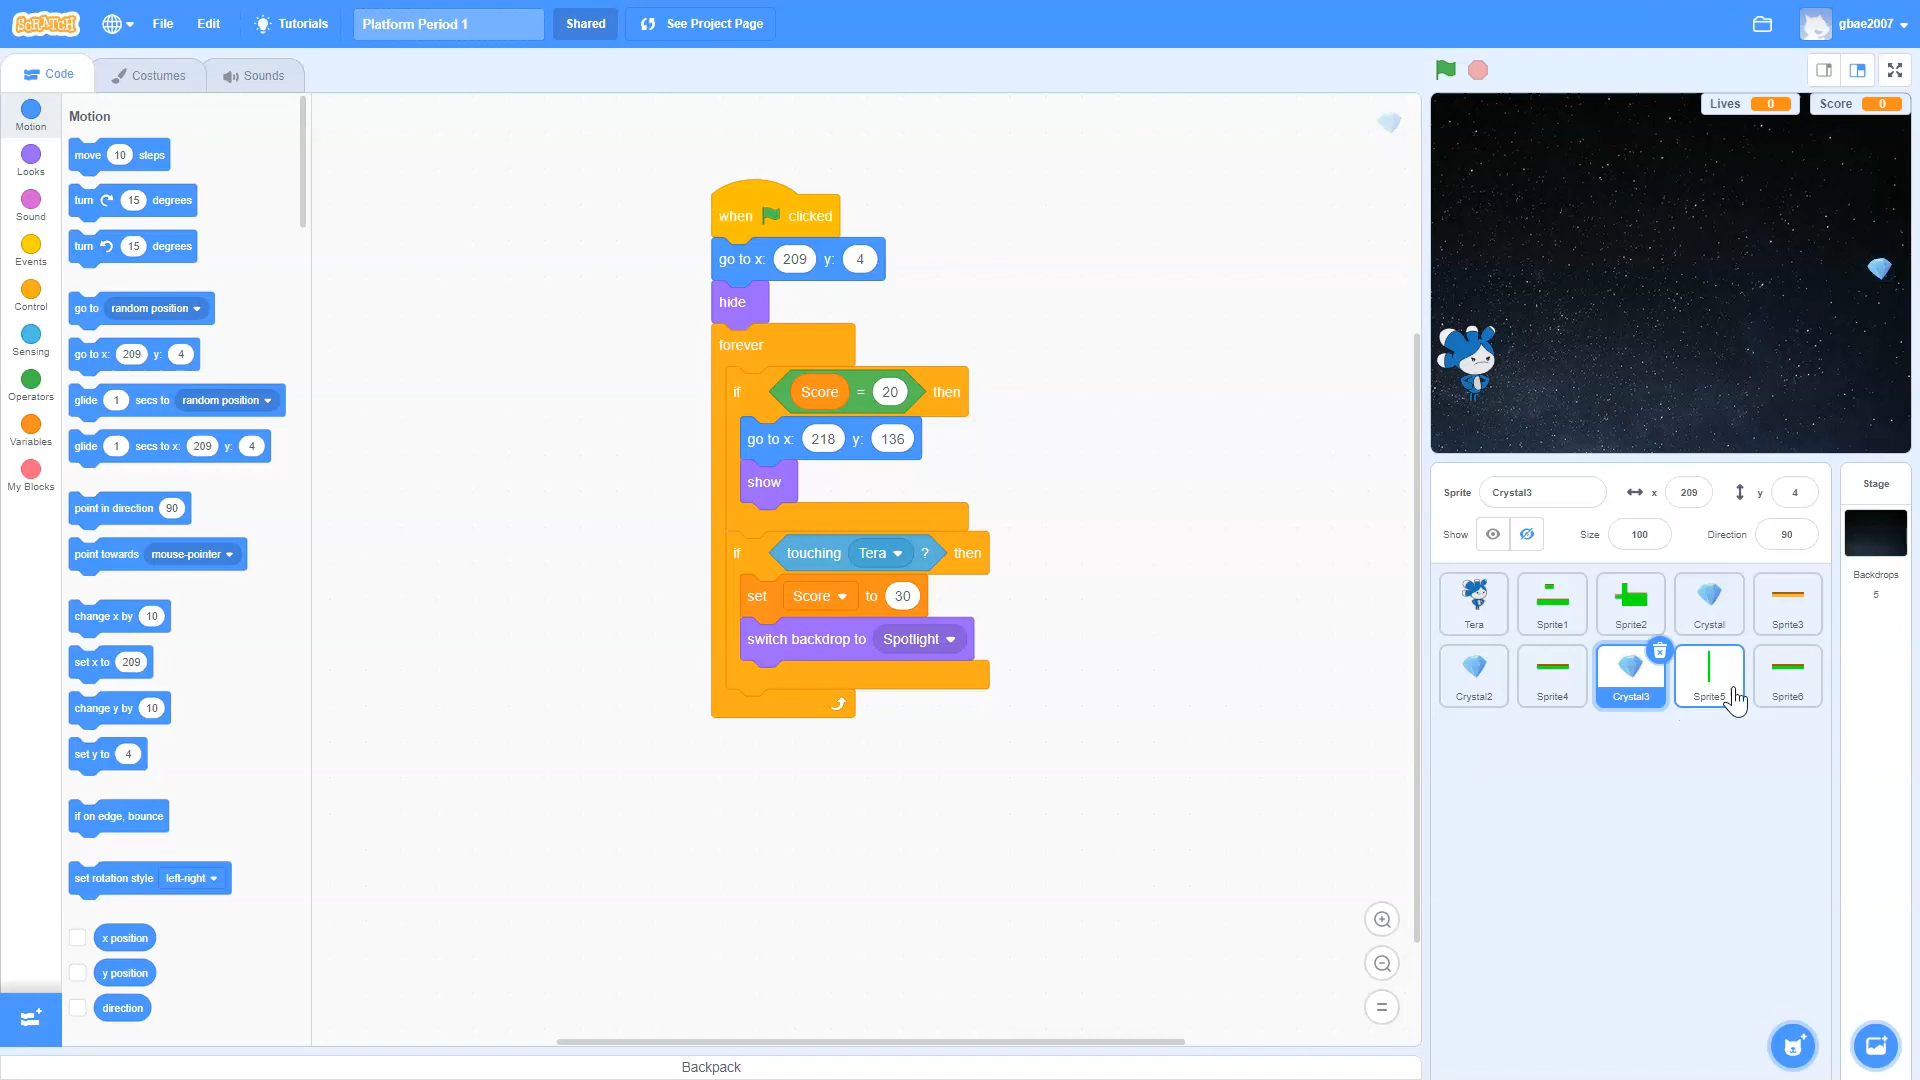 SCRATCH File Edit Tutorials Platform Period 1 Shared See Project Page gbae2007
Code Costumes Sounds
Motion
Looks
Sound
Events
Control
Sensing
Operators
Variables
My Blocks
Motion
move 10 steps
turn 15 degrees
turn 15 degrees
go to random position
go to x: 209 y: 4
glide 1 secs to random position
glide 1 secs to x: 209 y: 4
point in direction 90
point towards mouse-pointer
change x by 10
set x to 209
change y by 10
set y to 4
if on edge, bounce
set rotation style left-right
x position
y position
direction
when clicked
go to x: 209 y: 4
hide
forever
if Score = 20 then
go to x: 218 y: 136
show
if touching Tera ? then
set Score to 30
switch backdrop to Spotlight
=
Backpack
Lives 0 Score 0
Sprite Crystal3 x 209 y 4
Show Size 100 Direction 90
Tera Sprite1 Sprite2 Crystal Sprite3
Crystal2 Sprite4 Crystal3 Sprite5 Sprite6
Stage
Backdrops
5